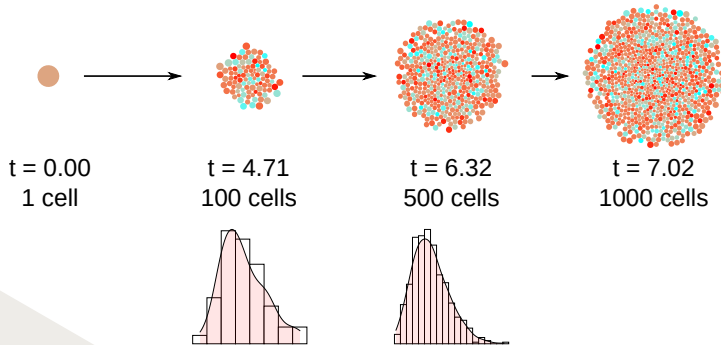 t = 0.00
1 cell
t = 4.71
100 cells
t = 6.32
500 cells
t = 7.02
1000 cells